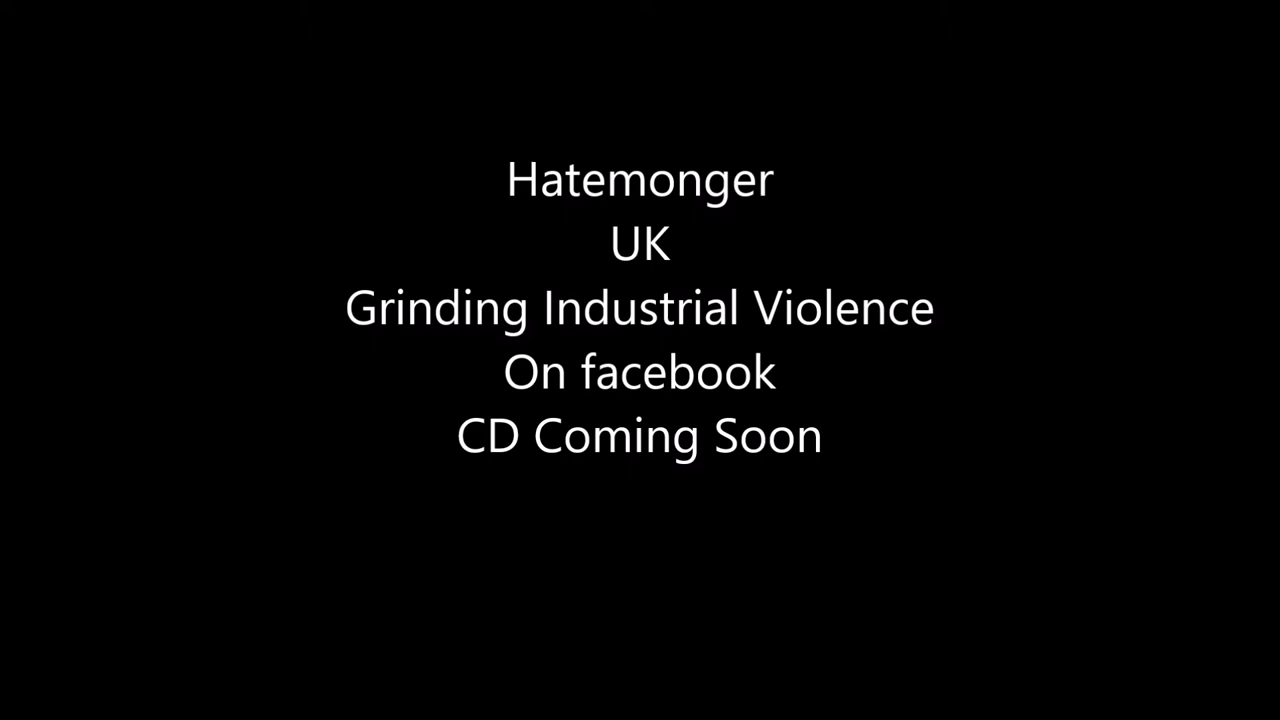 Hatemonger
UK
Grinding Industrial Violence
On facebook
CD Coming Soon